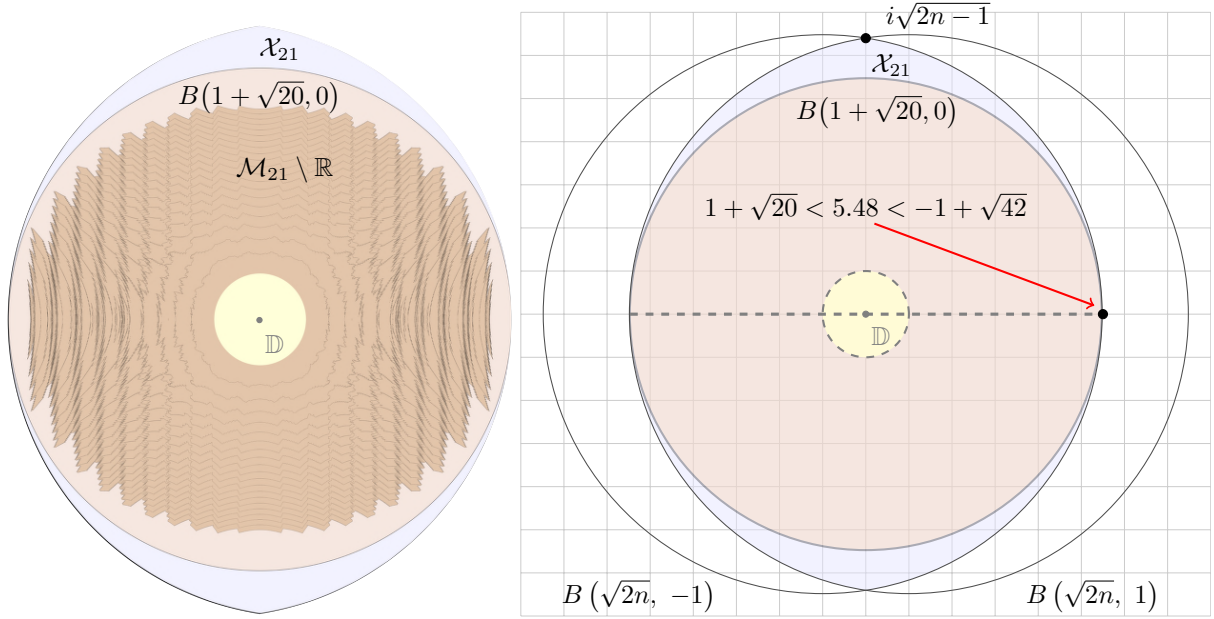 𝒳₂₁
B(1 + √20, 0)
ℳ₂₁ \ ℝ
𝔻
i√2n − 1
𝒳₂₁
B(1 + √20, 0)
1 + √20 < 5.48 < −1 + √42
𝔻
B (√2n, −1)
B (√2n, 1)